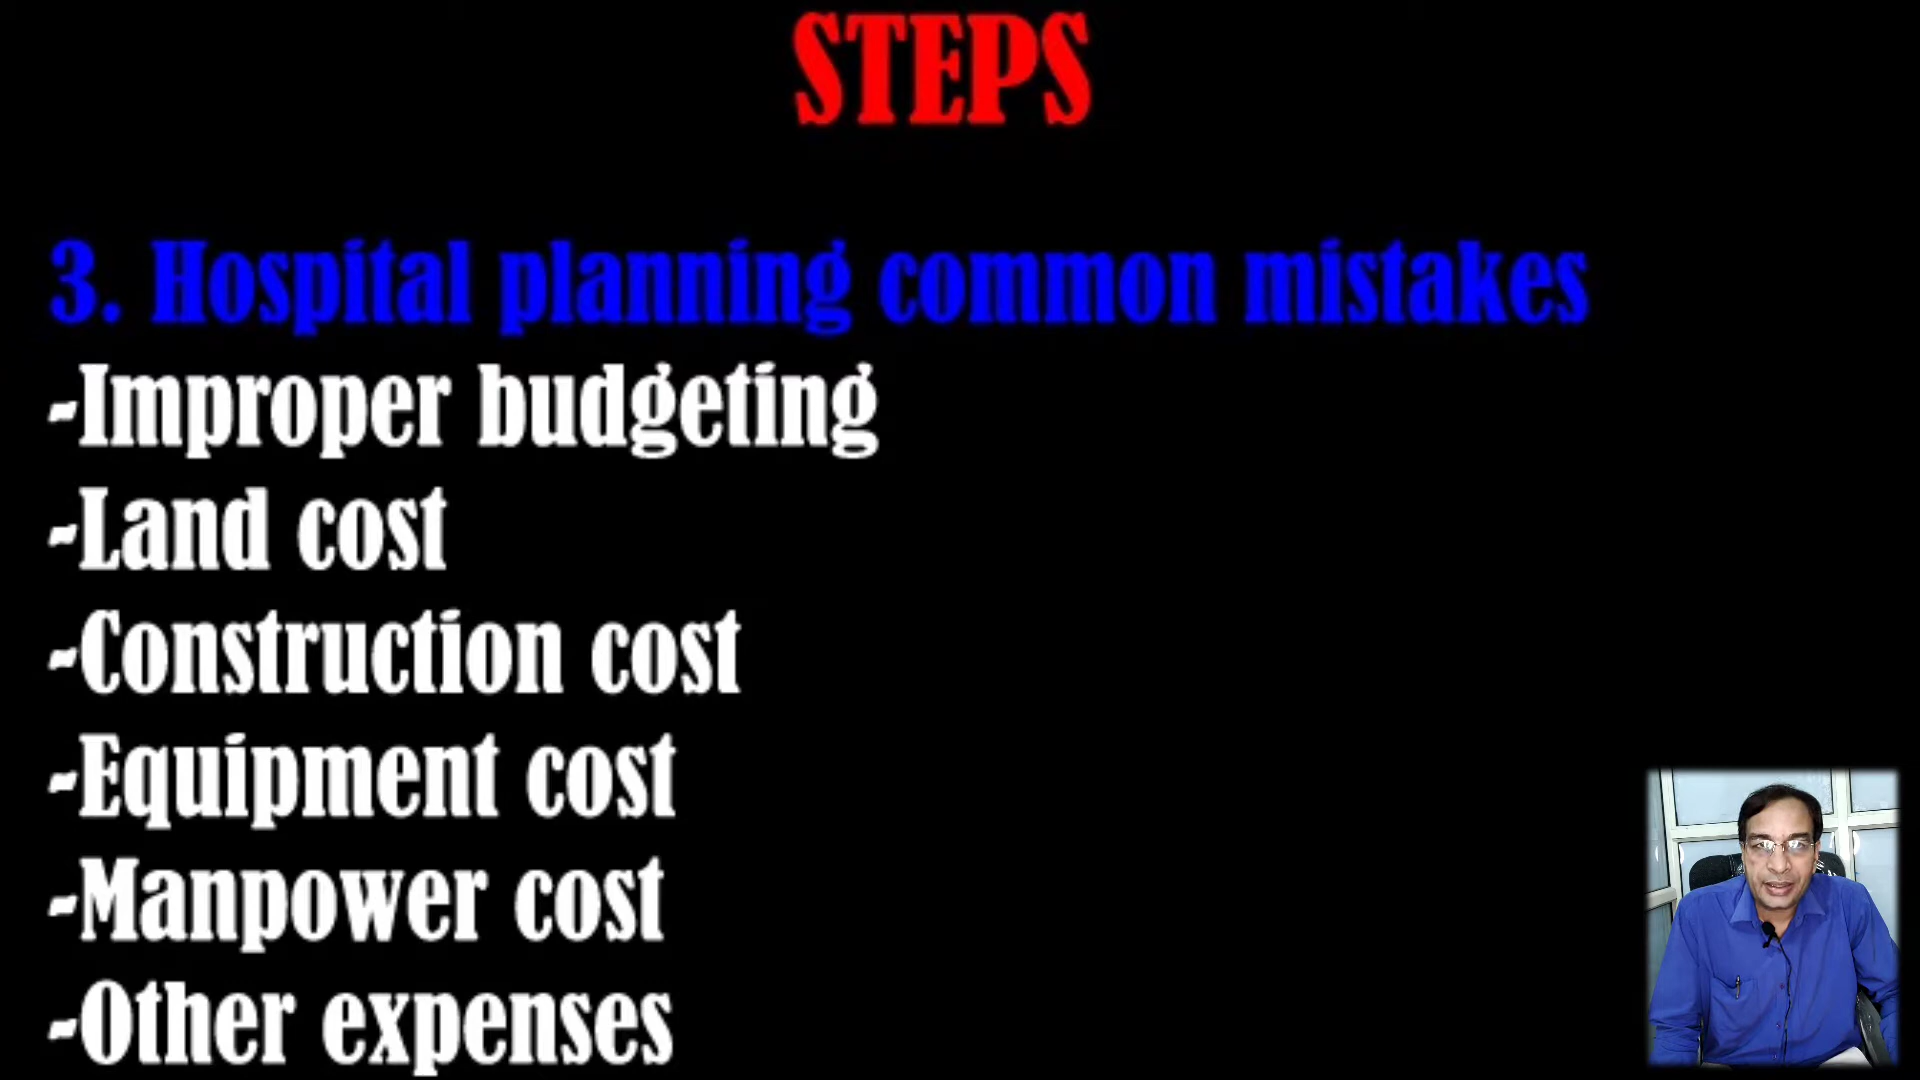 STEPS
3. Hospital planning common mistakes
-Improper budgeting
-Land cost
-Construction cost
-Equipment cost
-Manpower cost
-Other expenses